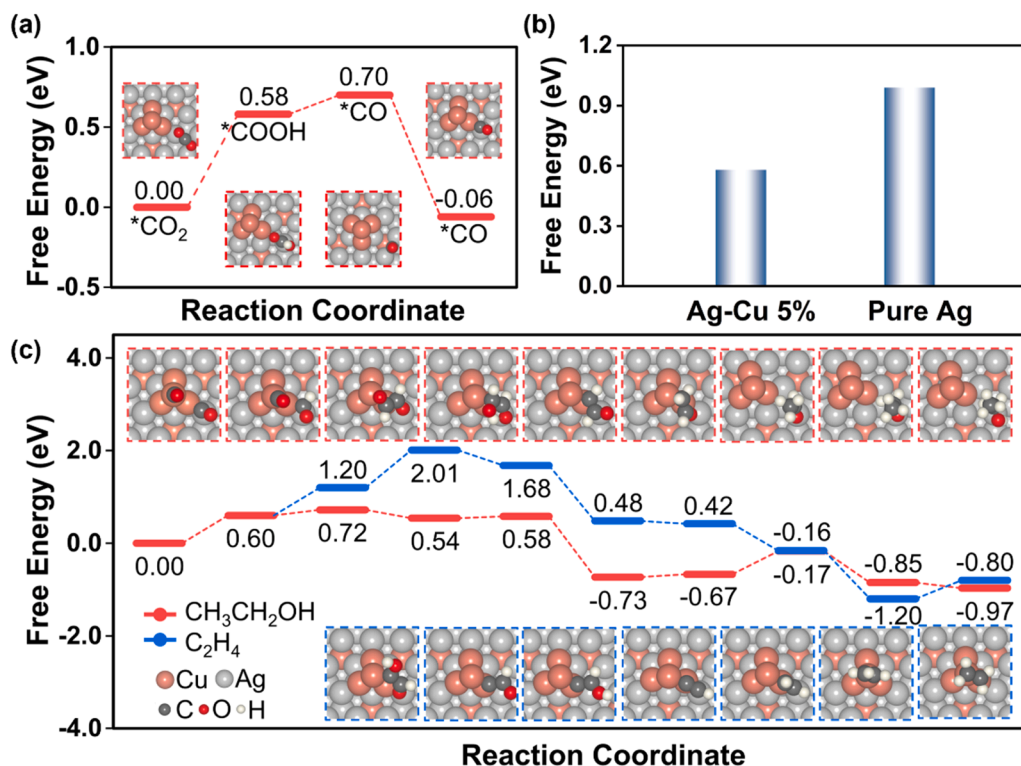 (a)
Free Energy (eV)
1.0
0.5
0.0
-0.5
0.00
*CO2
0.58
*COOH
0.70
*CO
-0.06
*CO
Reaction Coordinate
(b)
Free Energy (eV)
1.2
0.9
0.6
0.3
0.0
Ag-Cu 5%
Pure Ag
(c)
Free Energy (eV)
4.0
2.0
0.0
-2.0
-4.0
1.20
2.01
1.68
0.48
0.42
-0.16
-0.85
-0.80
0.00
0.60
0.72
0.54
0.58
-0.73
-0.67
-0.17
-1.20
-0.97
CH3CH2OH
C2H4
Cu Ag
C O H
Reaction Coordinate